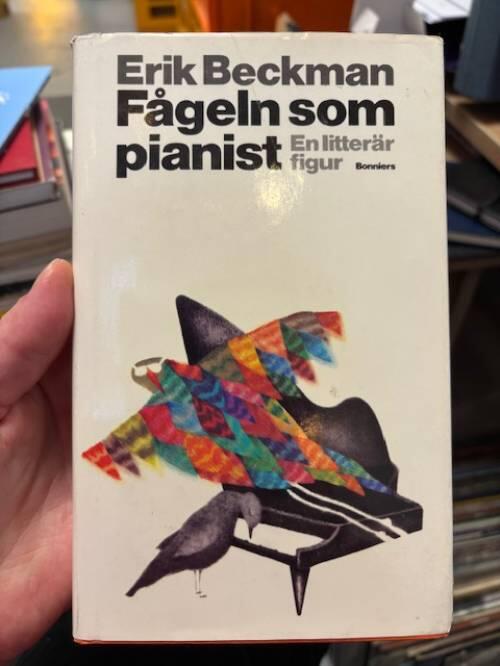 Erik Beckman
Fågeln som
pianist En litterär
figur Bonniers